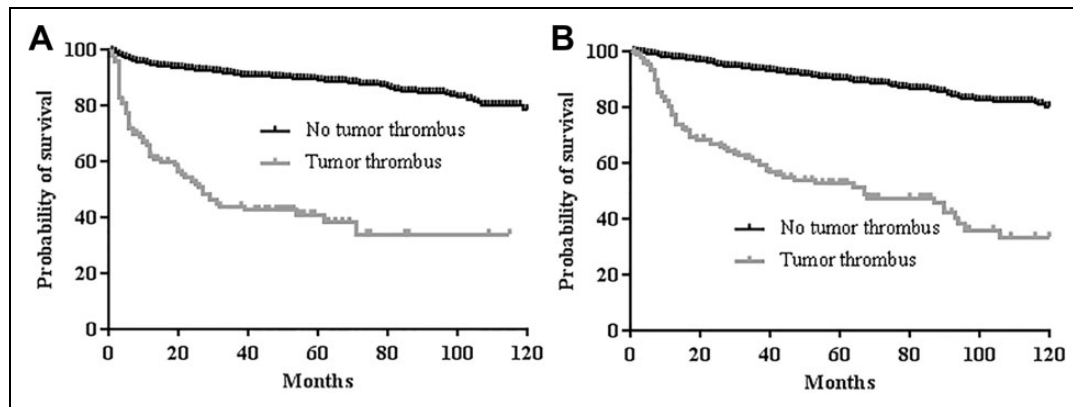 A
Probability of survival
100
80
60
40
20
0
No tumor thrombus
Tumor thrombus
0 20 40 60 80 100 120
Months
B
Probability of survival
100
80
60
40
20
0
No tumor thrombus
Tumor thrombus
0 20 40 60 80 100 120
Months